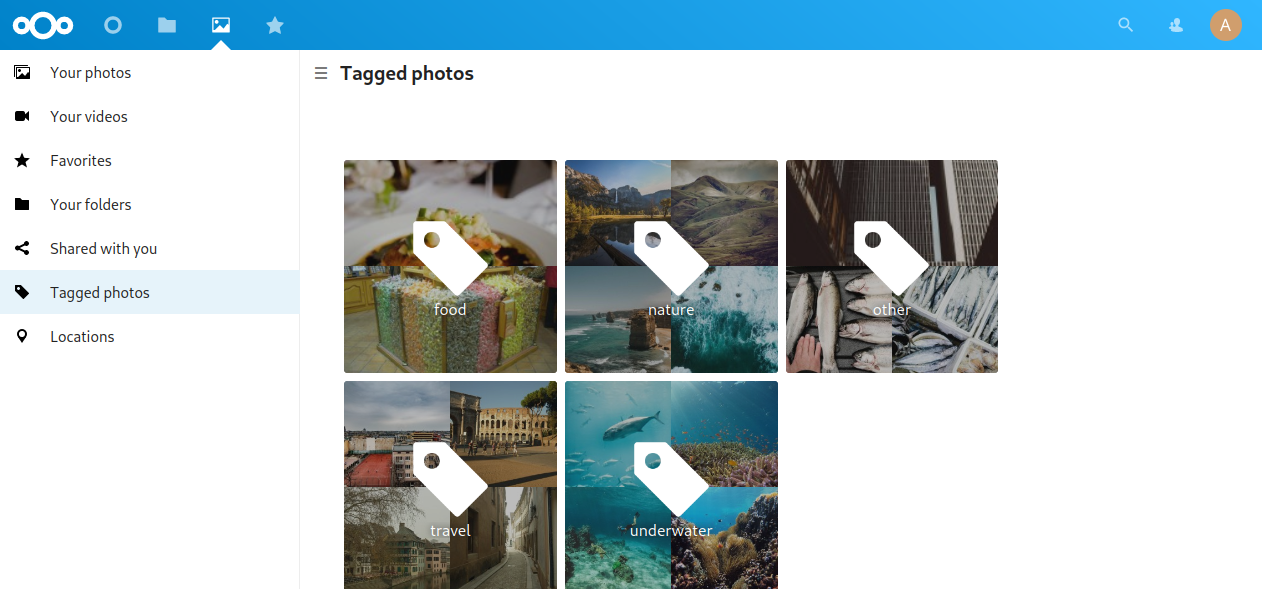 A
Your photos
Your videos
Favorites
Your folders
Shared with you
Tagged photos
Locations
Tagged photos
food
nature
other
travel
underwater